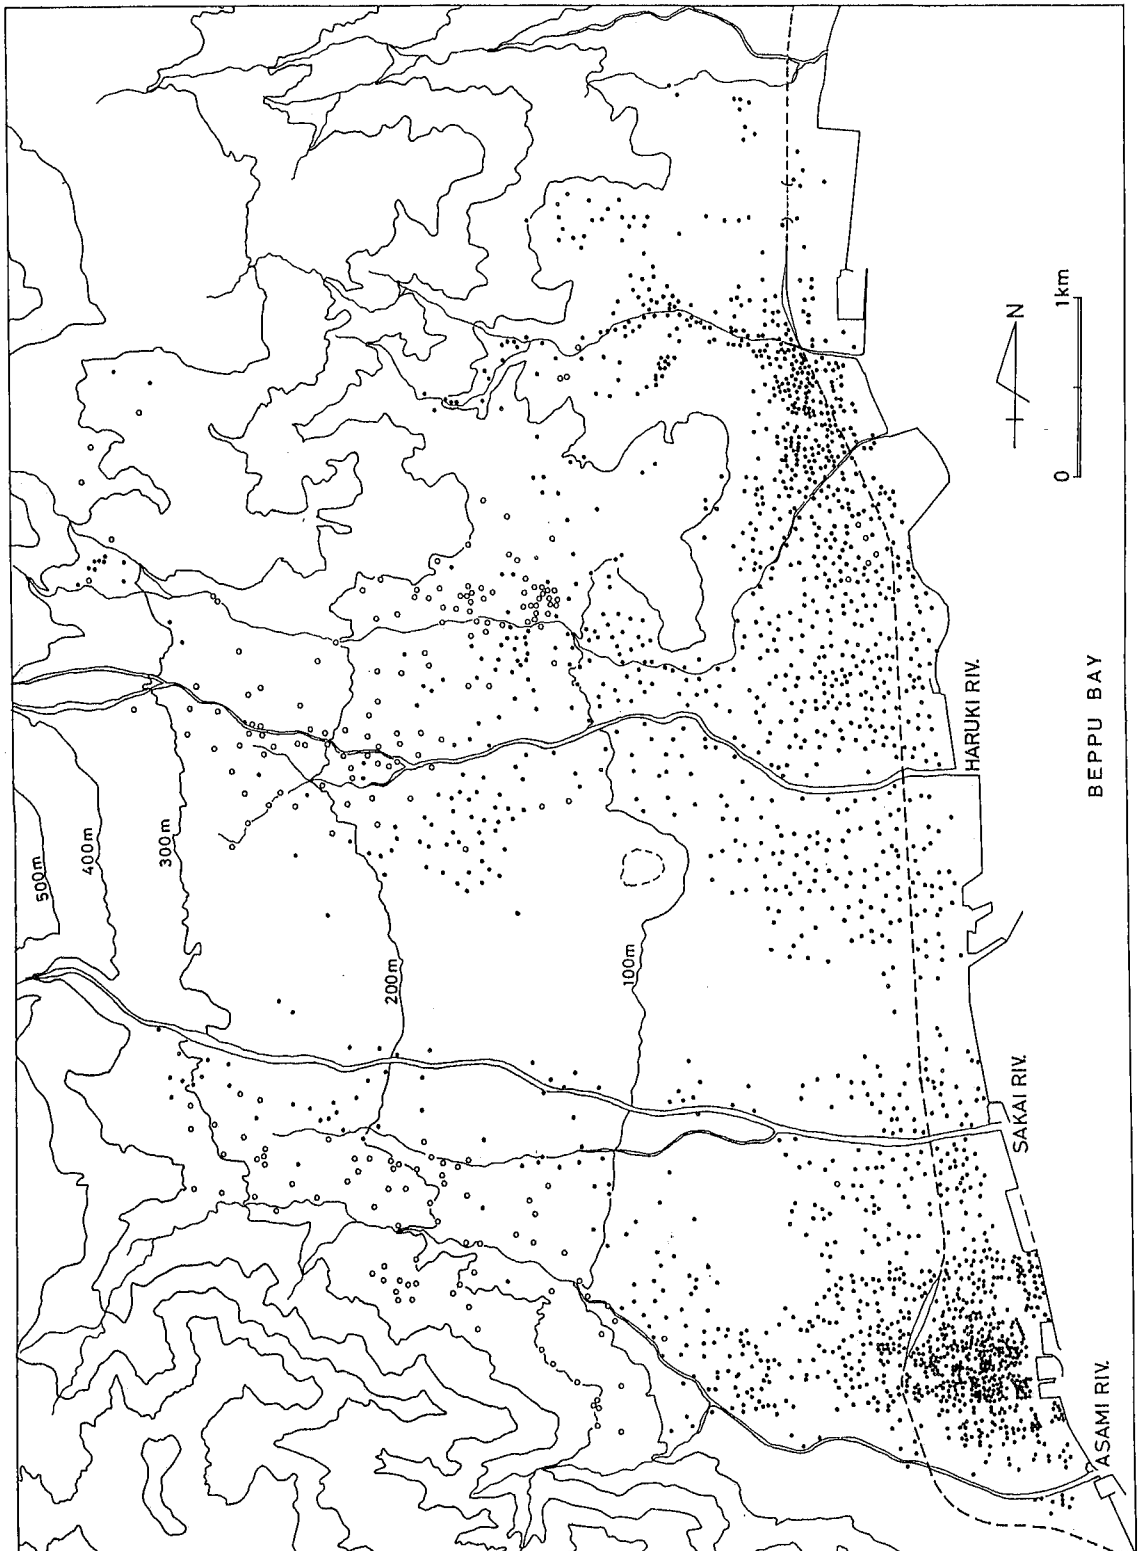 500m
400m
300m
200m
100m
N
0 1km
BEPPU BAY
HARUKI RIV.
SAKAI RIV.
ASAMI RIV.